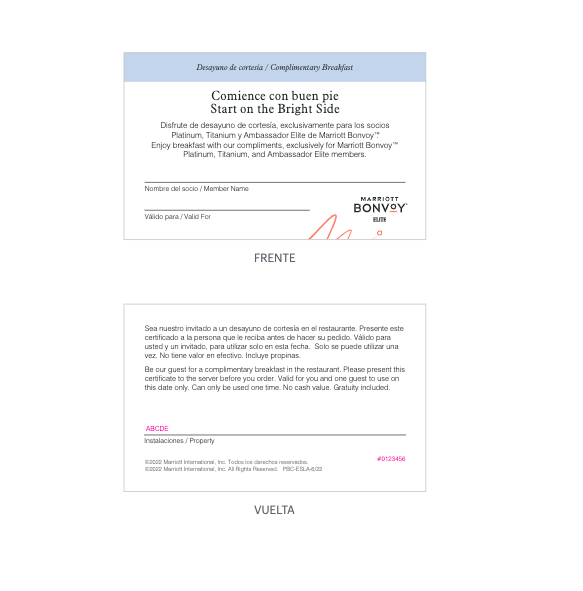 Desayuno de cortesía / Complimentary Breakfast
Comience con buen pie
Start on the Bright Side
Disfrute de desayuno de cortesía, exclusivamente para los socios
Platinum, Titanium y Ambassador Elite de Marriott Bonvoy™
Enjoy breakfast with our compliments, exclusively for Marriott Bonvoy™
Platinum, Titanium, and Ambassador Elite members.
Nombre del socio / Member Name
Válido para / Valid For
MARRIOTT
BONVOY™
ELITE
FRENTE
Sea nuestro invitado a un desayuno de cortesía en el restaurante. Presente este
certificado a la persona que le reciba antes de hacer su pedido. Válido para
usted y un invitado, para utilizar solo en esta fecha. Solo se puede utilizar una
vez. No tiene valor en efectivo. Incluye propinas.
Be our guest for a complimentary breakfast in the restaurant. Please present this
certificate to the server before you order. Valid for you and one guest to use on
this date only. Can only be used one time. No cash value. Gratuity included.
ABCDE
Instalaciones / Property
#0123456
©2022 Marriott International, Inc. Todos los derechos reservados.
©2022 Marriott International, Inc. All Rights Reserved. PBC-ESLA-6/22
VUELTA